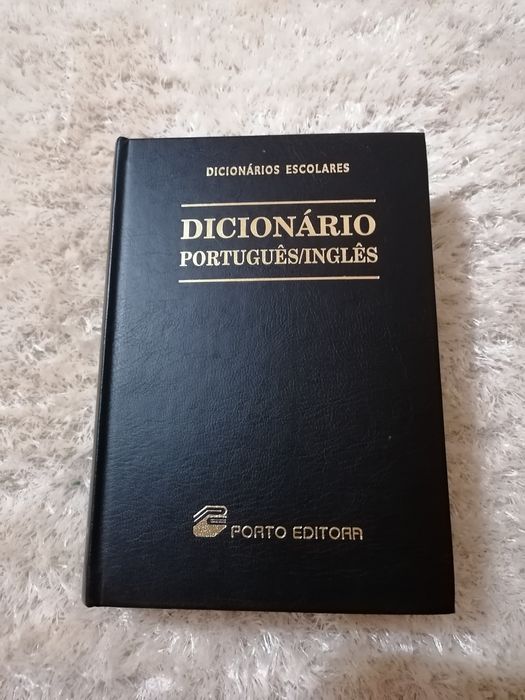 DICIONÁRIOS ESCOLARES
DICIONÁRIO
PORTUGUÊS/INGLÊS
PORTO EDITORA